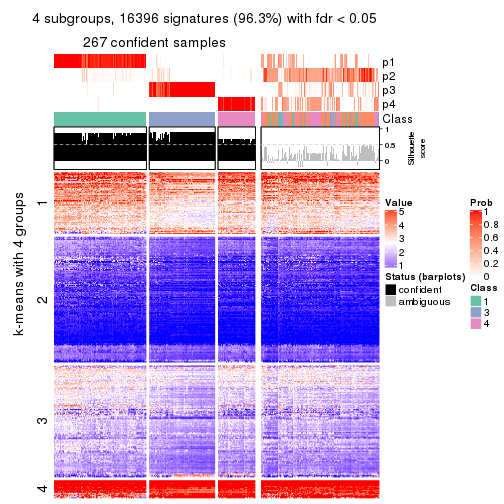 4 subgroups, 16396 signatures (96.3%) with fdr < 0.05
267 confident samples
p1
p2
p3
p4
Class
1
0.5
0
Silhouette
score
k-means with 4 groups
1
2
3
4
Value
5
4
3
2
1
Status (barplots)
confident
ambiguous
Prob
1
0.8
0.6
0.4
0.2
0
Class
1
3
4